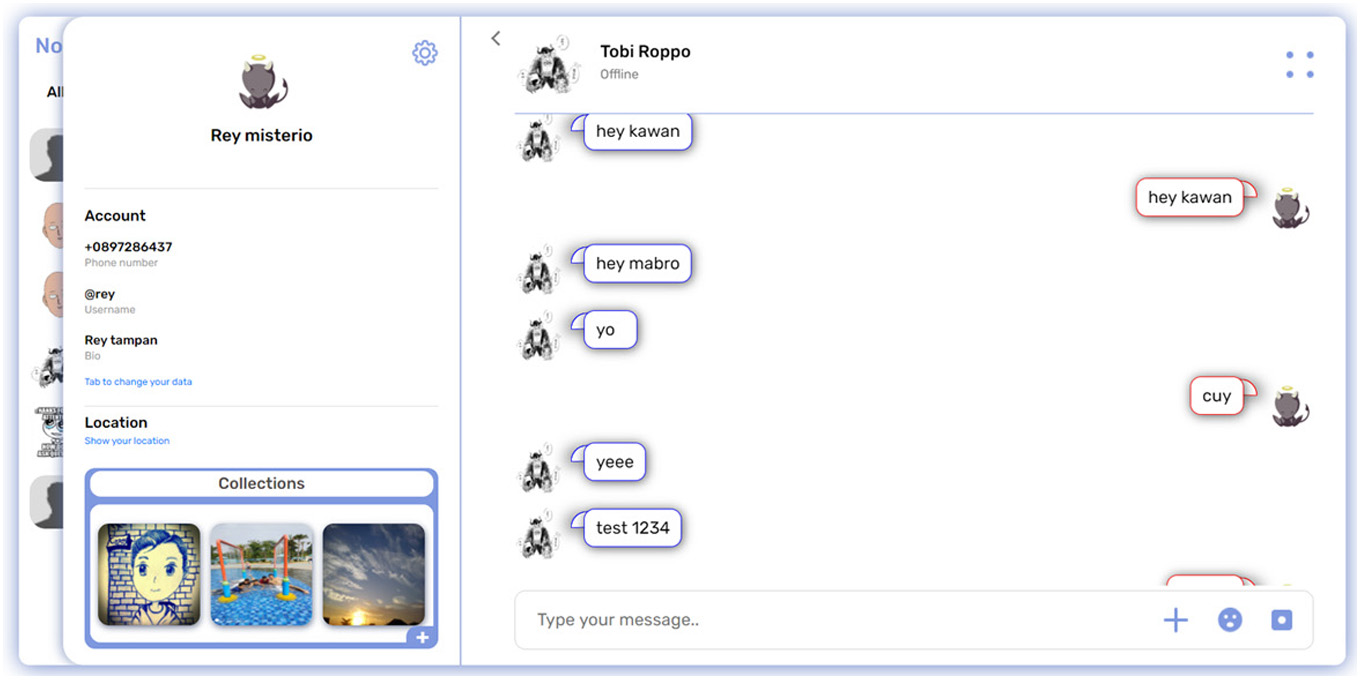 No
All
Rey misterio
Account
+0897286437
Phone number
@rey
Username
Rey tampan
Bio
Tab to change your data
Location
Show your location
Collections
Tobi Roppo
Offline
hey kawan
hey kawan
hey mabro
yo
cuy
yeee
test 1234
Type your message..